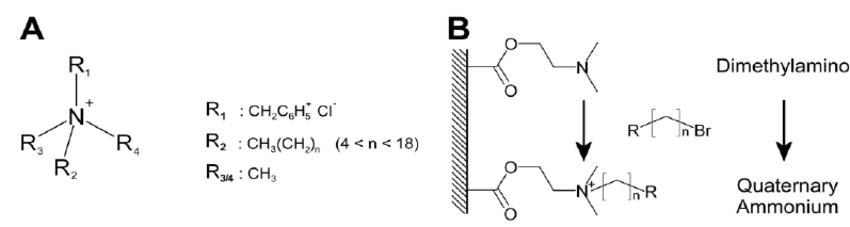 A
R₁
N⁺
R₃
R₂
R₄
R₁ : CH₂C₆H₅⁺ Cl⁻
R₂ : CH₃(CH₂)ₙ (4 < n < 18)
R₃/₄ : CH₃
B
O
N
O
Dimethylamino
R [ ]n Br
O
N⁺ [ ]n R
O
Quaternary
Ammonium